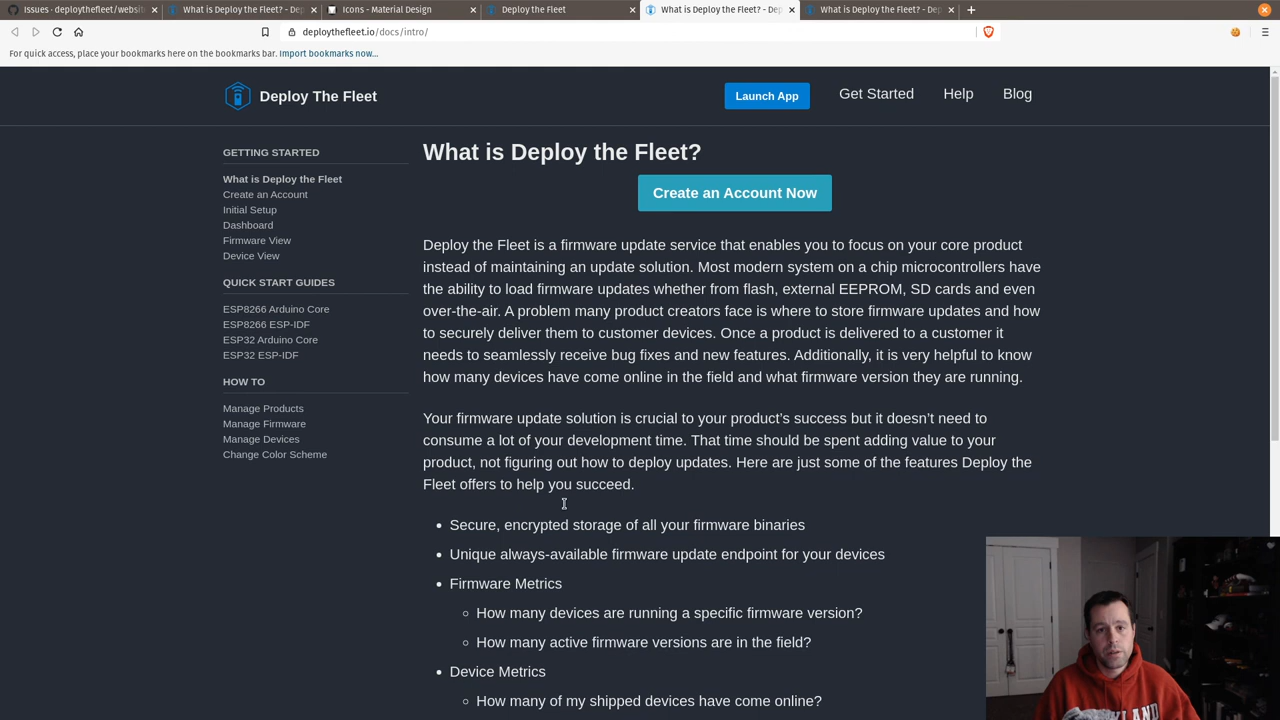 Issues · deploythefleet/websit
What is Deploy the Fleet? - Dep
Icons - Material Design
Deploy the Fleet
What is Deploy the Fleet? - Dep
What is Deploy the Fleet? - Dep
deploythefleet.io/docs/intro/
For quick access, place your bookmarks here on the bookmarks bar. Import bookmarks now...
Deploy The Fleet
Launch App
Get Started
Help
Blog
GETTING STARTED
What is Deploy the Fleet
Create an Account
Initial Setup
Dashboard
Firmware View
Device View
QUICK START GUIDES
ESP8266 Arduino Core
ESP8266 ESP-IDF
ESP32 Arduino Core
ESP32 ESP-IDF
HOW TO
Manage Products
Manage Firmware
Manage Devices
Change Color Scheme
What is Deploy the Fleet?
Create an Account Now
Deploy the Fleet is a firmware update service that enables you to focus on your core product
instead of maintaining an update solution. Most modern system on a chip microcontrollers have
the ability to load firmware updates whether from flash, external EEPROM, SD cards and even
over-the-air. A problem many product creators face is where to store firmware updates and how
to securely deliver them to customer devices. Once a product is delivered to a customer it
needs to seamlessly receive bug fixes and new features. Additionally, it is very helpful to know
how many devices have come online in the field and what firmware version they are running.
Your firmware update solution is crucial to your product's success but it doesn't need to
consume a lot of your development time. That time should be spent adding value to your
product, not figuring out how to deploy updates. Here are just some of the features Deploy the
Fleet offers to help you succeed.
Secure, encrypted storage of all your firmware binaries
Unique always-available firmware update endpoint for your devices
Firmware Metrics
How many devices are running a specific firmware version?
How many active firmware versions are in the field?
Device Metrics
How many of my shipped devices have come online?